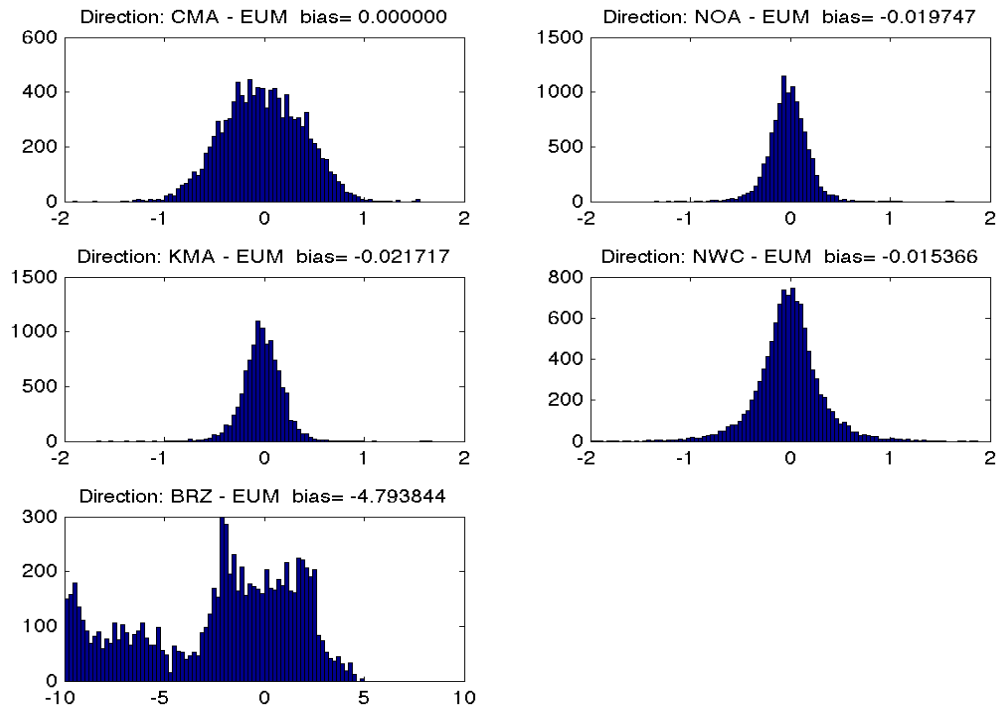 Direction: CMA - EUM bias= 0.000000
600
400
200
0
-2 -1 0 1 2
Direction: NOA - EUM bias= -0.019747
1500
1000
500
0
-2 -1 0 1 2
Direction: KMA - EUM bias= -0.021717
1500
1000
500
0
-2 -1 0 1 2
Direction: NWC - EUM bias= -0.015366
800
600
400
200
0
-2 -1 0 1 2
Direction: BRZ - EUM bias= -4.793844
300
200
100
0
-10 -5 0 5 10